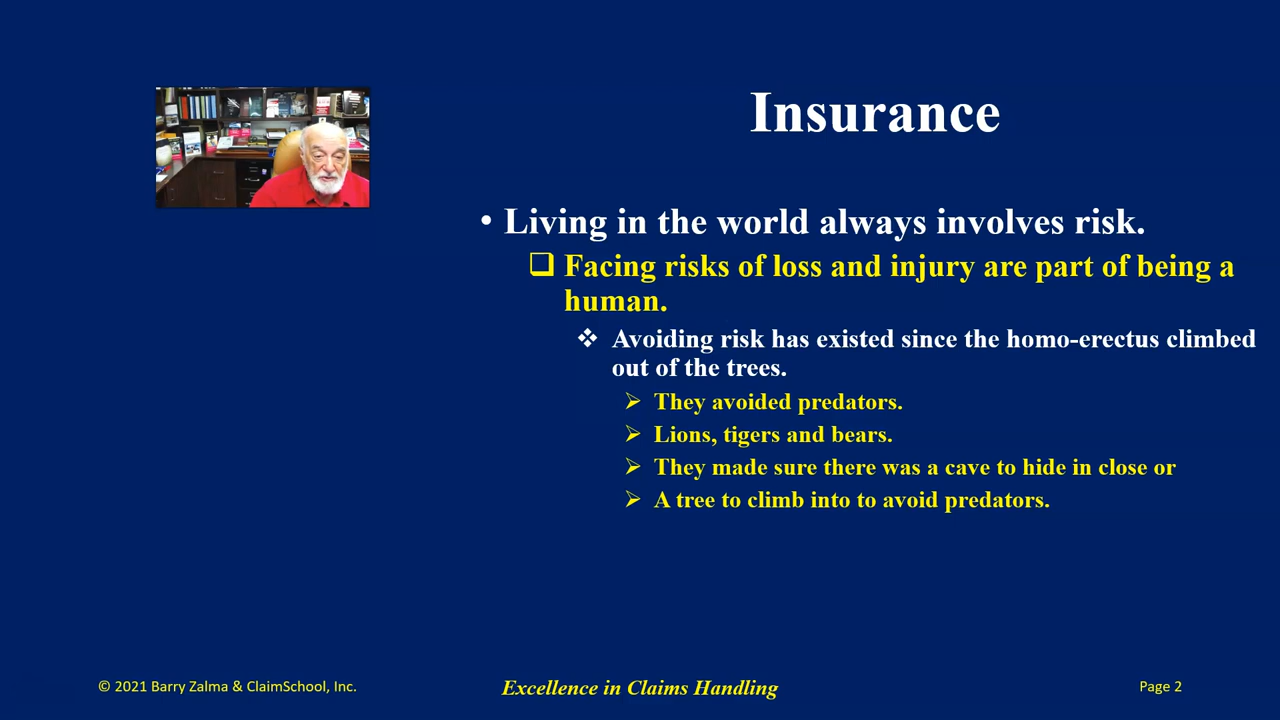 Insurance
• Living in the world always involves risk.
❑ Facing risks of loss and injury are part of being a
human.
❖ Avoiding risk has existed since the homo-erectus climbed
out of the trees.
➢ They avoided predators.
➢ Lions, tigers and bears.
➢ They made sure there was a cave to hide in close or
➢ A tree to climb into to avoid predators.
© 2021 Barry Zalma & ClaimSchool, Inc.
Excellence in Claims Handling
Page 2